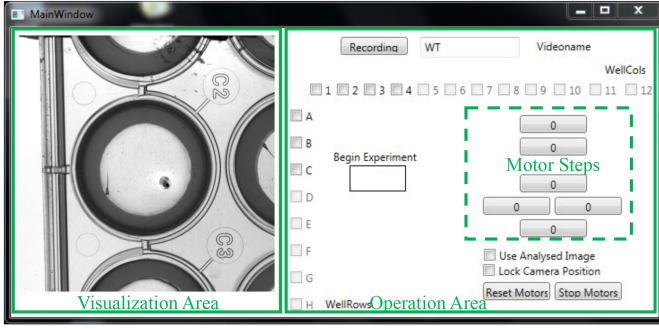 MainWindow
Recording WT Videoname
WellCols
1 2 3 4 5 6 7 8 9 10 11 12
A
B
C
D
E
F
G
H WellRows
Begin Experiment
0
0
Motor Steps
0
0 0
0
Use Analysed Image
Lock Camera Position
Reset Motors Stop Motors
C2
C3
Visualization Area
Operation Area